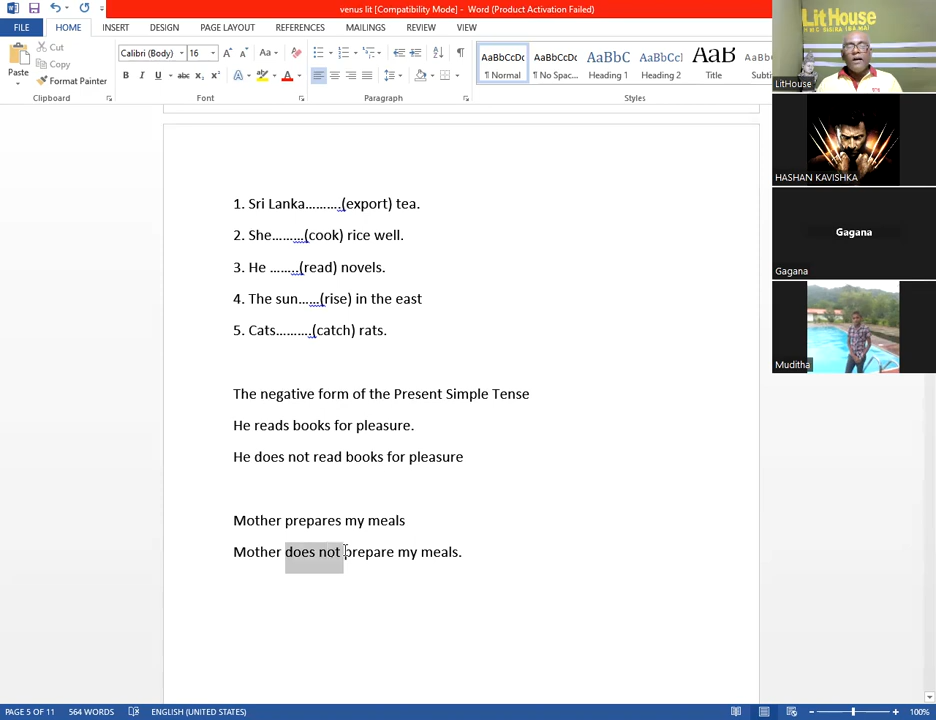 venus lit [Compatibility Mode] - Word (Product Activation Failed)
FILE HOME INSERT DESIGN PAGE LAYOUT REFERENCES MAILINGS REVIEW VIEW
Paste
Cut
Copy
Format Painter
Clipboard
Calibri (Body) 16
Font
Paragraph
AaBbCcDc AaBbCcDc AaBbC AaBbCcI AaB AaBb
¶ Normal ¶ No Spac... Heading 1 Heading 2 Title Subti
Styles
1. Sri Lanka……….(export) tea.
2. She………(cook) rice well.
3. He ……..(read) novels.
4. The sun……(rise) in the east
5. Cats……….(catch) rats.
The negative form of the Present Simple Tense
He reads books for pleasure.
He does not read books for pleasure
Mother prepares my meals
Mother does not prepare my meals.
PAGE 5 OF 11 564 WORDS ENGLISH (UNITED STATES) 100%
LitHouse
LitHouse
HASHAN KAVISHKA
Gagana
Gagana
Muditha